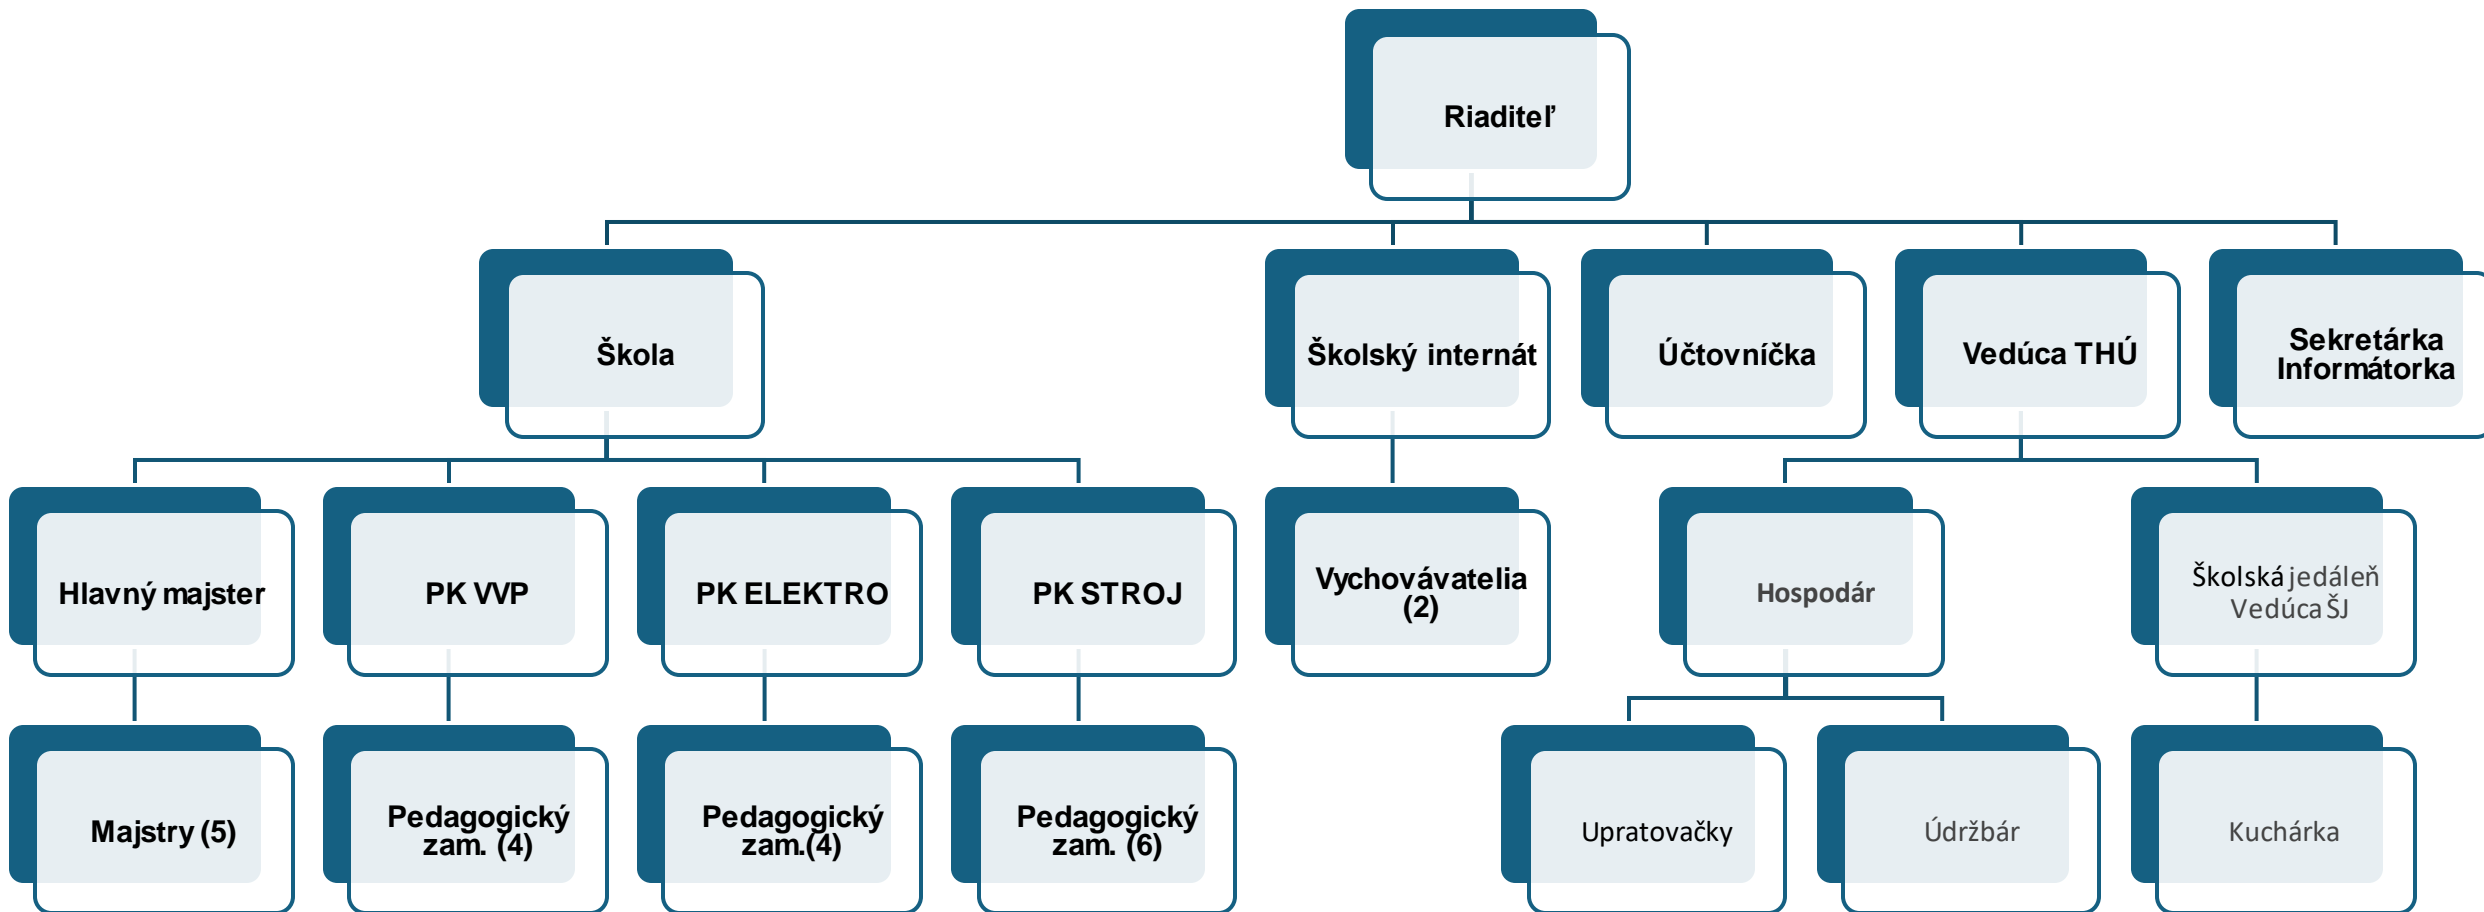 Riaditeľ
Škola
Školský internát
Účtovníčka
Vedúca THÚ
Sekretárka
Informátorka
Hlavný majster
PK VVP
PK ELEKTRO
PK STROJ
Vychovávatelia
(2)
Hospodár
Školská jedáleň
Vedúca ŠJ
Majstry (5)
Pedagogický
zam. (4)
Pedagogický
zam.(4)
Pedagogický
zam. (6)
Upratovačky
Údržbár
Kuchárka